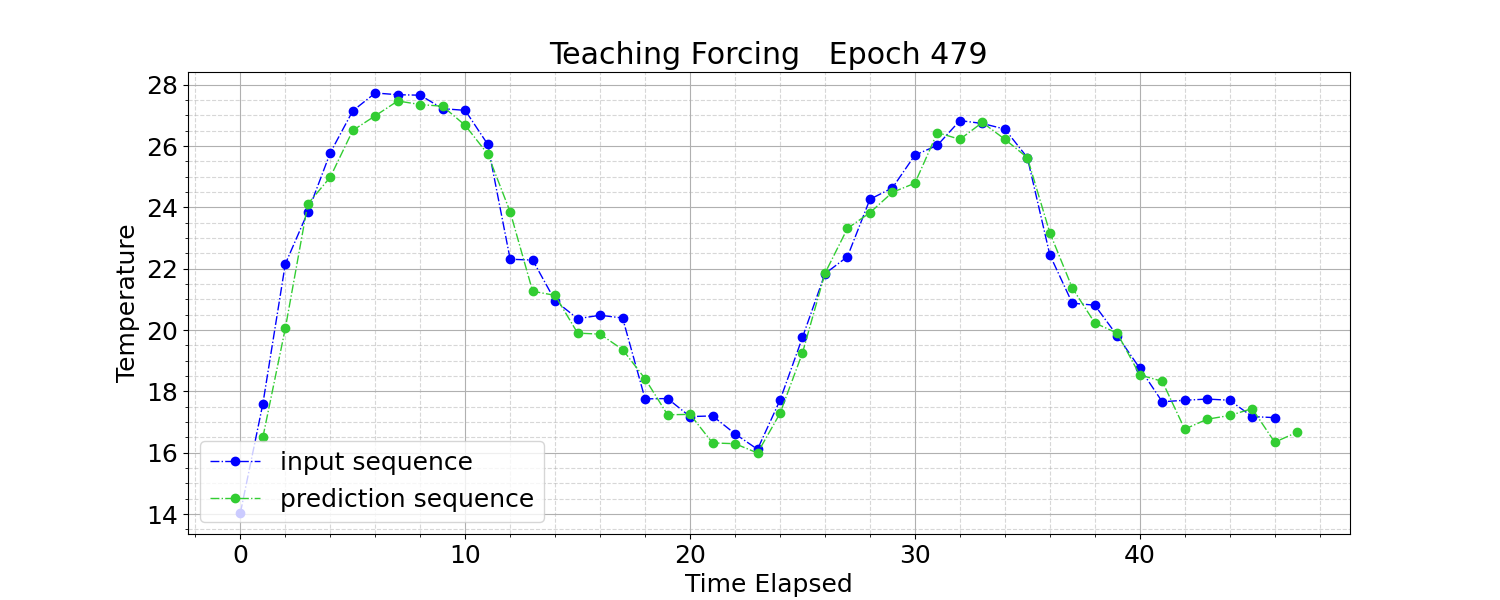 Teaching Forcing   Epoch 479
28
26
24
22
20
18
16
14
Temperature
input sequence
prediction sequence
0 10 20 30 40
Time Elapsed